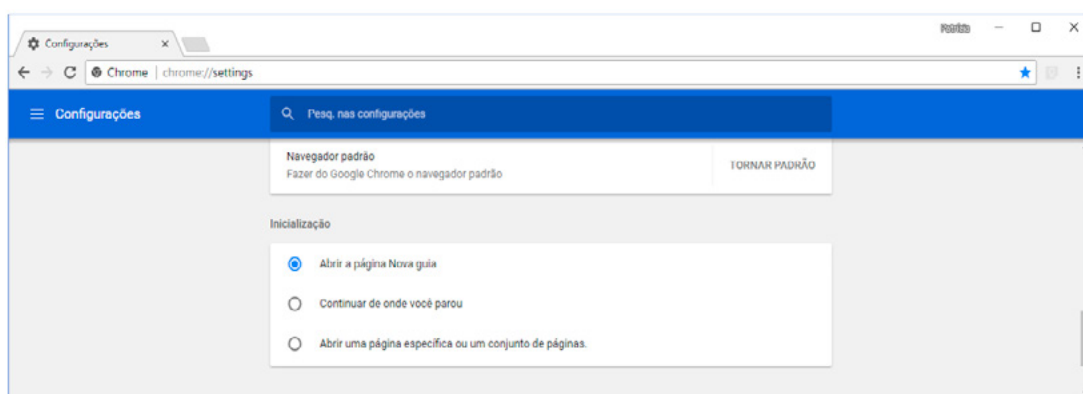 Configurações
Chrome | chrome://settings
Configurações
Pesq. nas configurações
Navegador padrão
Fazer do Google Chrome o navegador padrão
TORNAR PADRÃO
Inicialização
Abrir a página Nova guia
Continuar de onde você parou
Abrir uma página específica ou um conjunto de páginas.